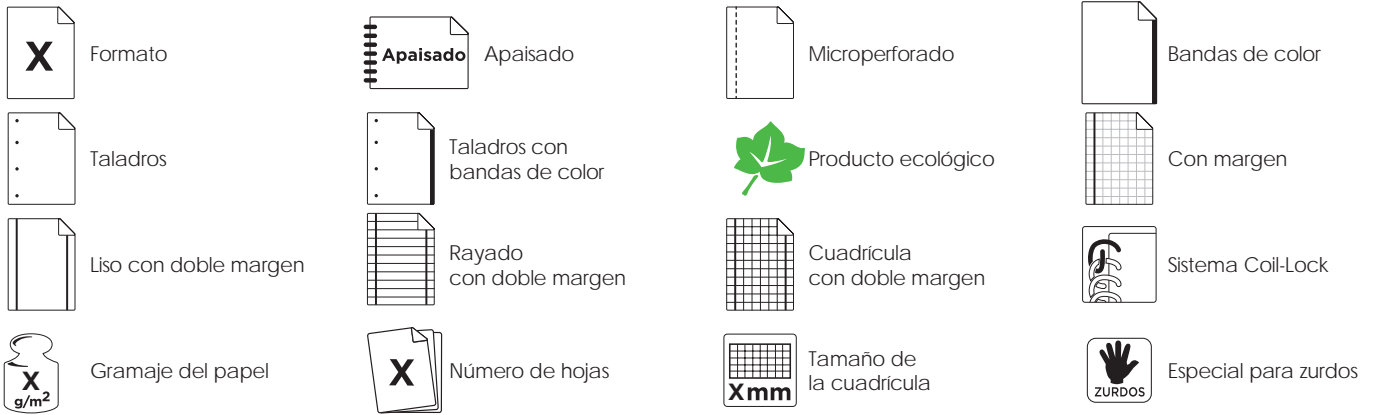 X
Formato
Apaisado
Apaisado
Microperforado
Bandas de color
Taladros
Taladros con
bandas de color
Producto ecológico
Con margen
Liso con doble margen
Rayado
con doble margen
Cuadrícula
con doble margen
Sistema Coil-Lock
X
g/m²
Gramaje del papel
X
Número de hojas
Xmm
Tamaño de
la cuadrícula
ZURDOS
Especial para zurdos